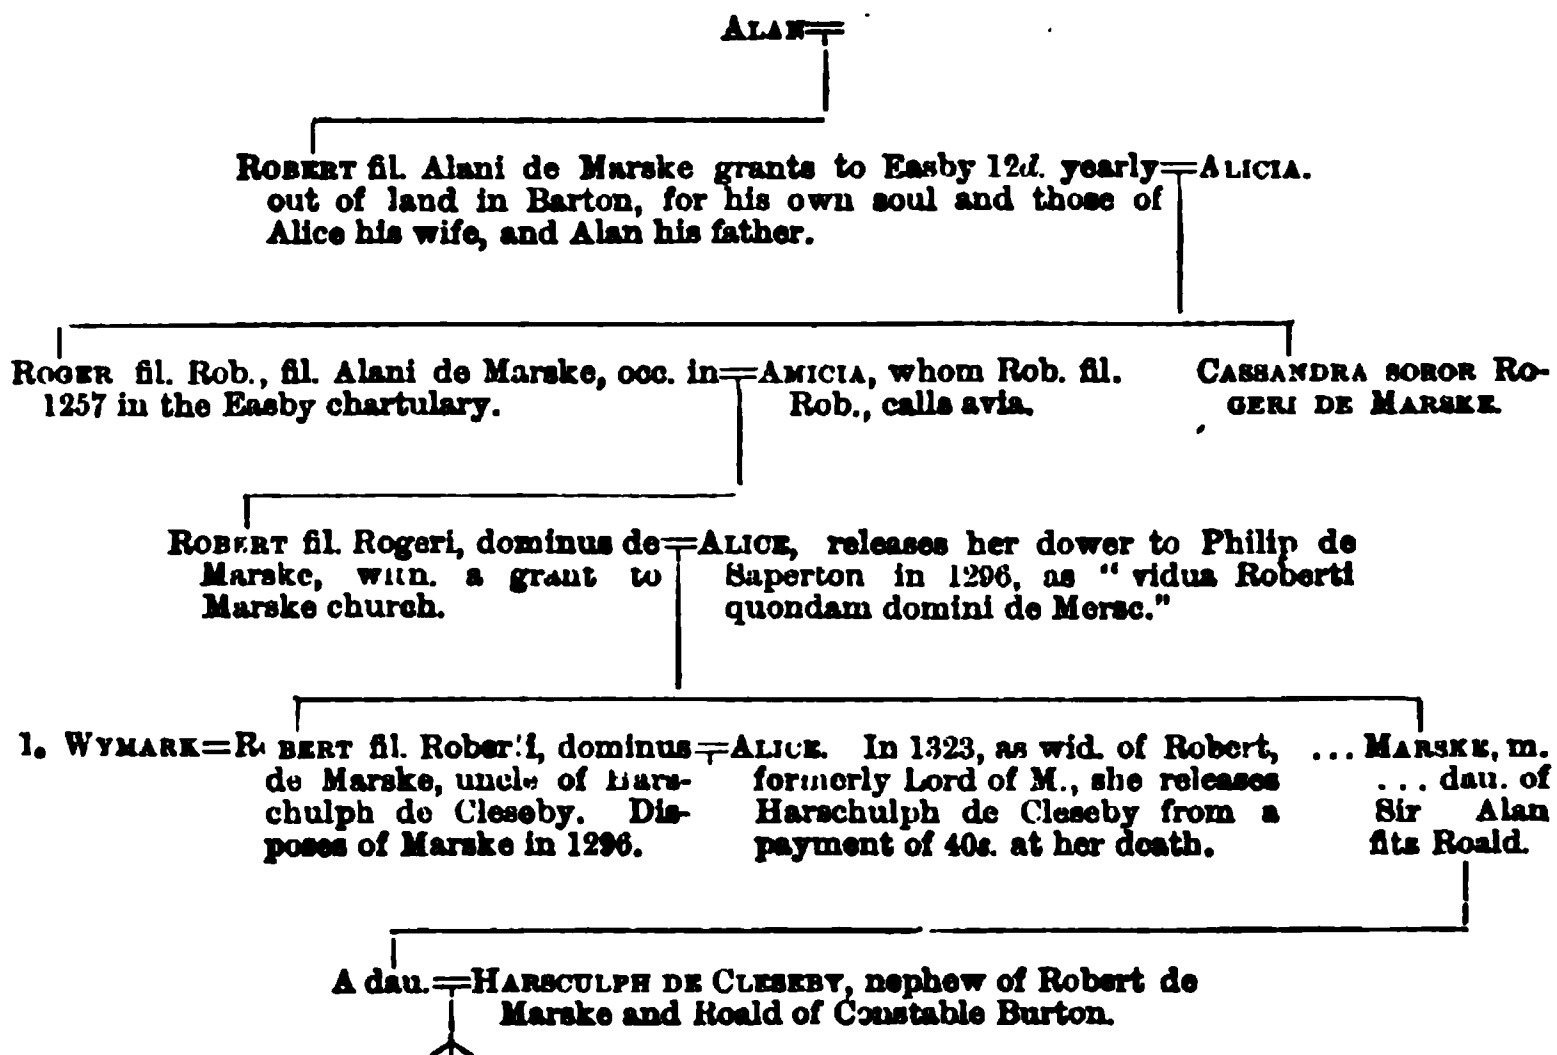 ALAN
ROBERT fil. Alani de Marske grants to Easby 12d. yearly=ALICIA.
out of land in Barton, for his own soul and those of
Alice his wife, and Alan his father.
ROGER fil. Rob., fil. Alani de Marske, occ. in=AMICIA, whom Rob. fil.
1257 in the Easby chartulary.
Rob., calls avia.
CASSANDRA SOROR RO-
GERI DE MARSKE.
ROBERT fil. Rogeri, dominus de=ALICE, releases her dower to Philip de
Marske, witn. a grant to
Marske church.
Saperton in 1296, as "vidua Roberti
quondam domini de Mersc."
1. WYMARK=R BERT fil. Roberti, dominus=ALICE. In 1323, as wid. of Robert,
de Marske, uncle of Hars-
chulph de Cleseby. Dis-
poses of Marske in 1296.
formerly Lord of M., she releases
Harschulph de Cleseby from a
payment of 40s. at her death.
... MARSKE, m.
... dau. of
Sir Alan
fitz Roald.
A dau.=HARSCULPH DE CLESEBY, nephew of Robert de
Marske and Roald of Constable Burton.